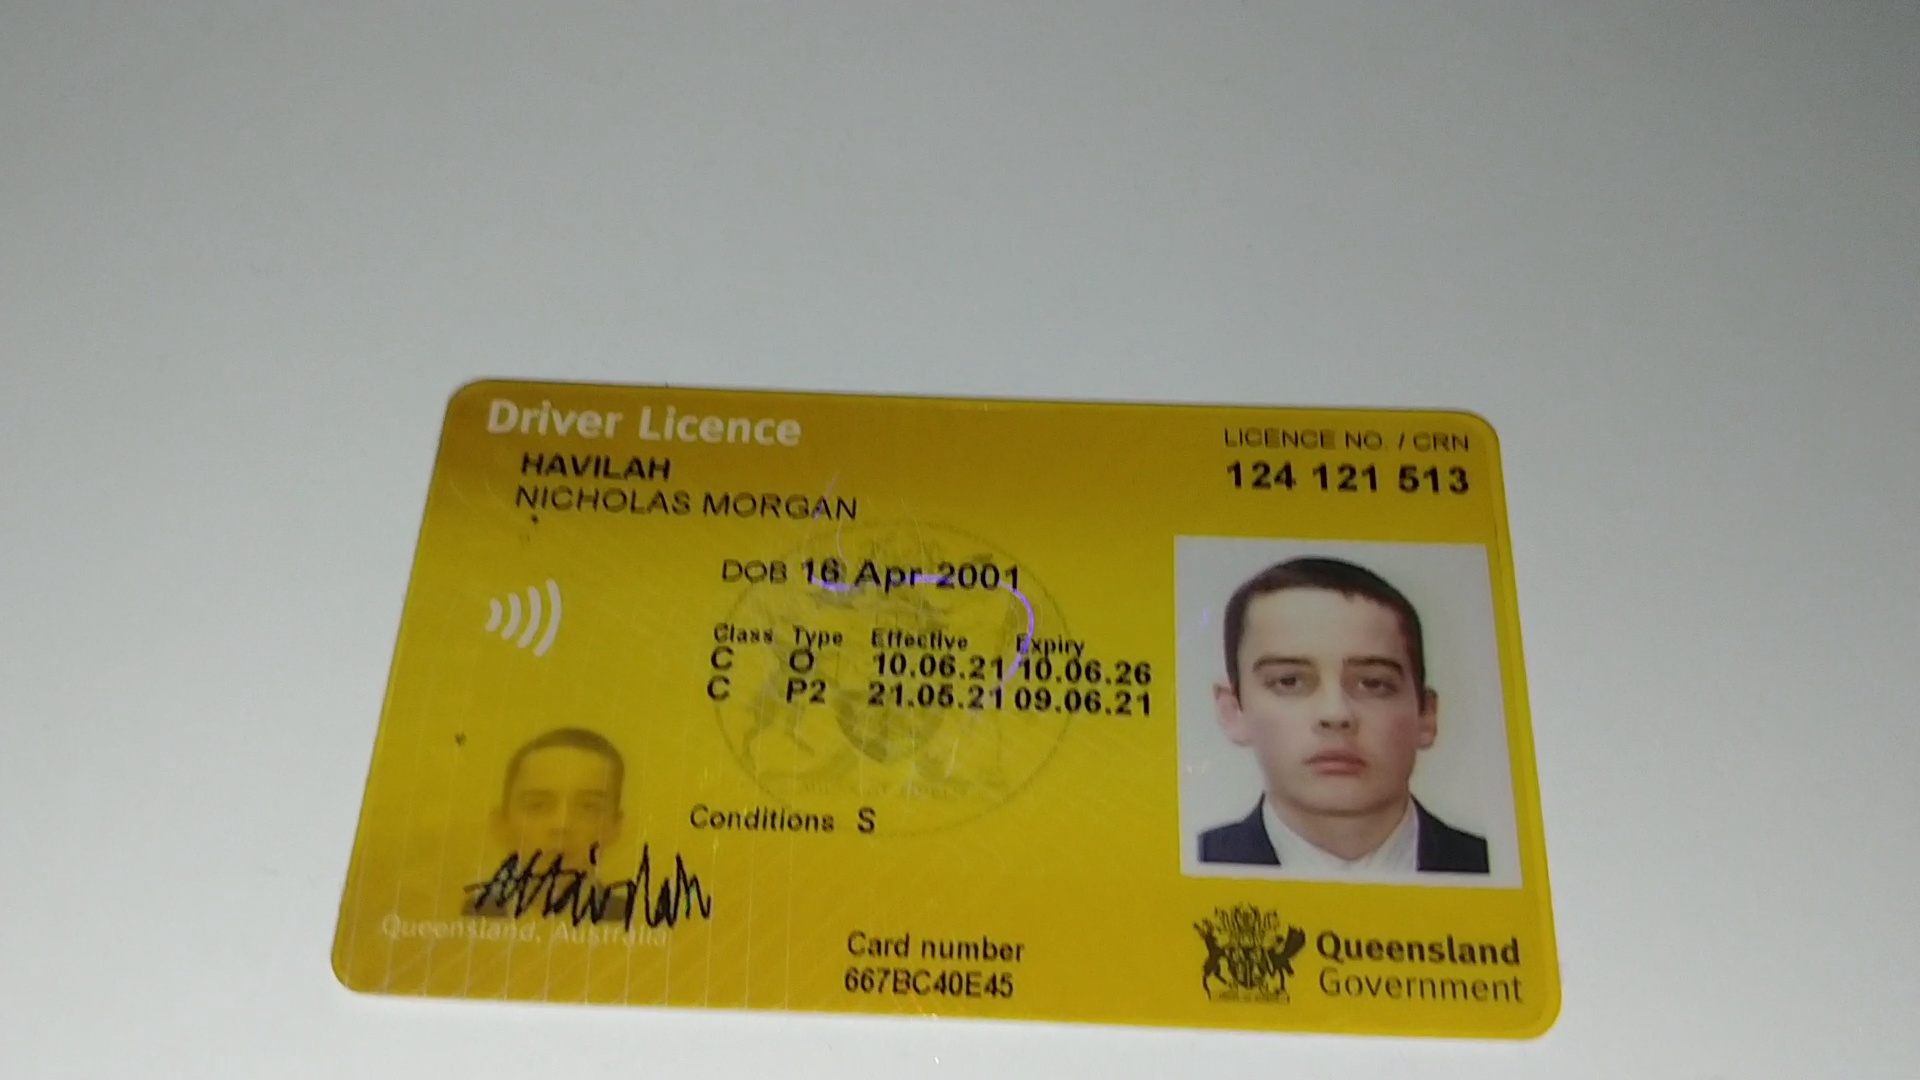 Driver Licence
LICENCE NO. / CRN
HAVILAH
124 121 513
NICHOLAS MORGAN
DOB 16 Apr 2001
Class Type Effective Expiry
C O 10.06.21 10.06.26
C P2 21.05.21 09.06.21
Conditions S
Queensland, Australia
Card number
667BC40E45
Queensland
Government